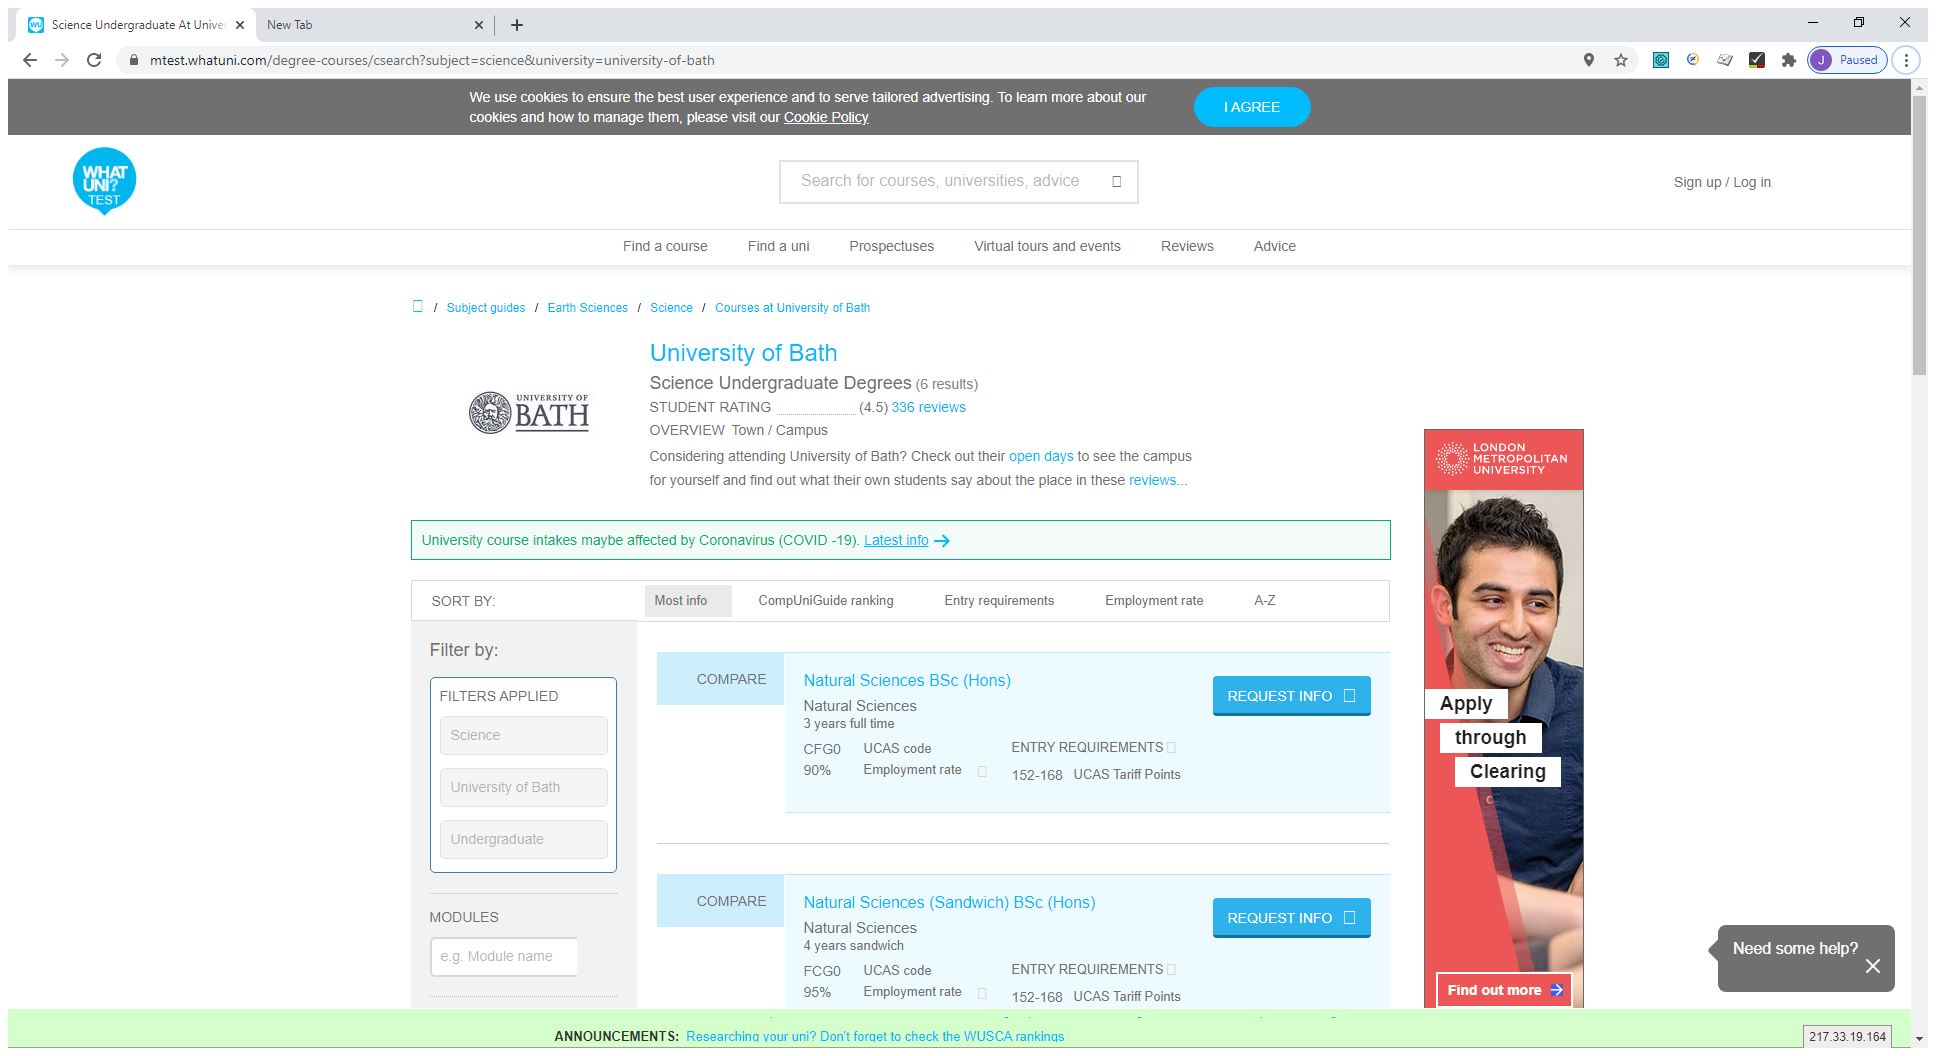 Science Undergraduate At Univer
New Tab
mtest.whatuni.com/degree-courses/csearch?subject=science&university=university-of-bath
J Paused
We use cookies to ensure the best user experience and to serve tailored advertising. To learn more about our
cookies and how to manage them, please visit our Cookie Policy
I AGREE
WHAT
UNI?
TEST
Search for courses, universities, advice
Sign up / Log in
Find a course Find a uni Prospectuses Virtual tours and events Reviews Advice
/ Subject guides / Earth Sciences / Science / Courses at University of Bath
UNIVERSITY OF
BATH
University of Bath
Science Undergraduate Degrees (6 results)
STUDENT RATING (4.5) 336 reviews
OVERVIEW Town / Campus
Considering attending University of Bath? Check out their open days to see the campus
for yourself and find out what their own students say about the place in these reviews...
University course intakes maybe affected by Coronavirus (COVID -19). Latest info →
SORT BY: Most info CompUniGuide ranking Entry requirements Employment rate A-Z
Filter by:
FILTERS APPLIED
Science
University of Bath
Undergraduate
MODULES
e.g. Module name
COMPARE
Natural Sciences BSc (Hons)
Natural Sciences
3 years full time
CFG0 UCAS code
90% Employment rate
ENTRY REQUIREMENTS
152-168 UCAS Tariff Points
REQUEST INFO
COMPARE
Natural Sciences (Sandwich) BSc (Hons)
Natural Sciences
4 years sandwich
FCG0 UCAS code
95% Employment rate
ENTRY REQUIREMENTS
152-168 UCAS Tariff Points
REQUEST INFO
LONDON
METROPOLITAN
UNIVERSITY
Apply
through
Clearing
Find out more
Need some help?
ANNOUNCEMENTS: Researching your uni? Don't forget to check the WUSCA rankings
217.33.19.164